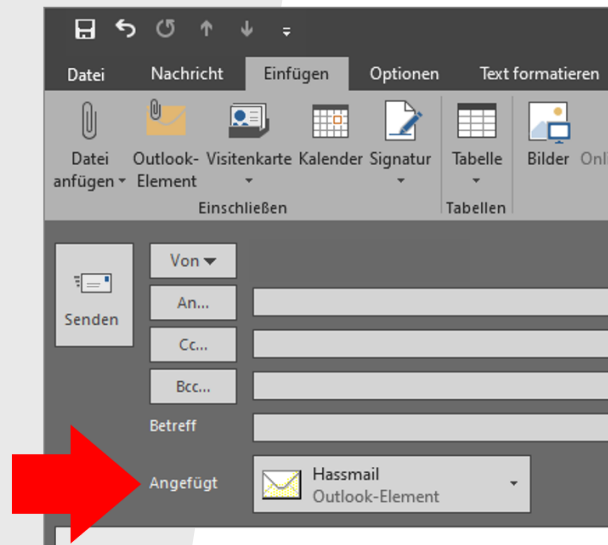 Datei Nachricht Einfügen Optionen Text formatieren
Datei Outlook- Visitenkarte Kalender Signatur Tabelle Bilder Onl
anfügen Element
Einschließen Tabellen
Von
Senden
An...
Cc...
Bcc...
Betreff
Angefügt
Hassmail
Outlook-Element